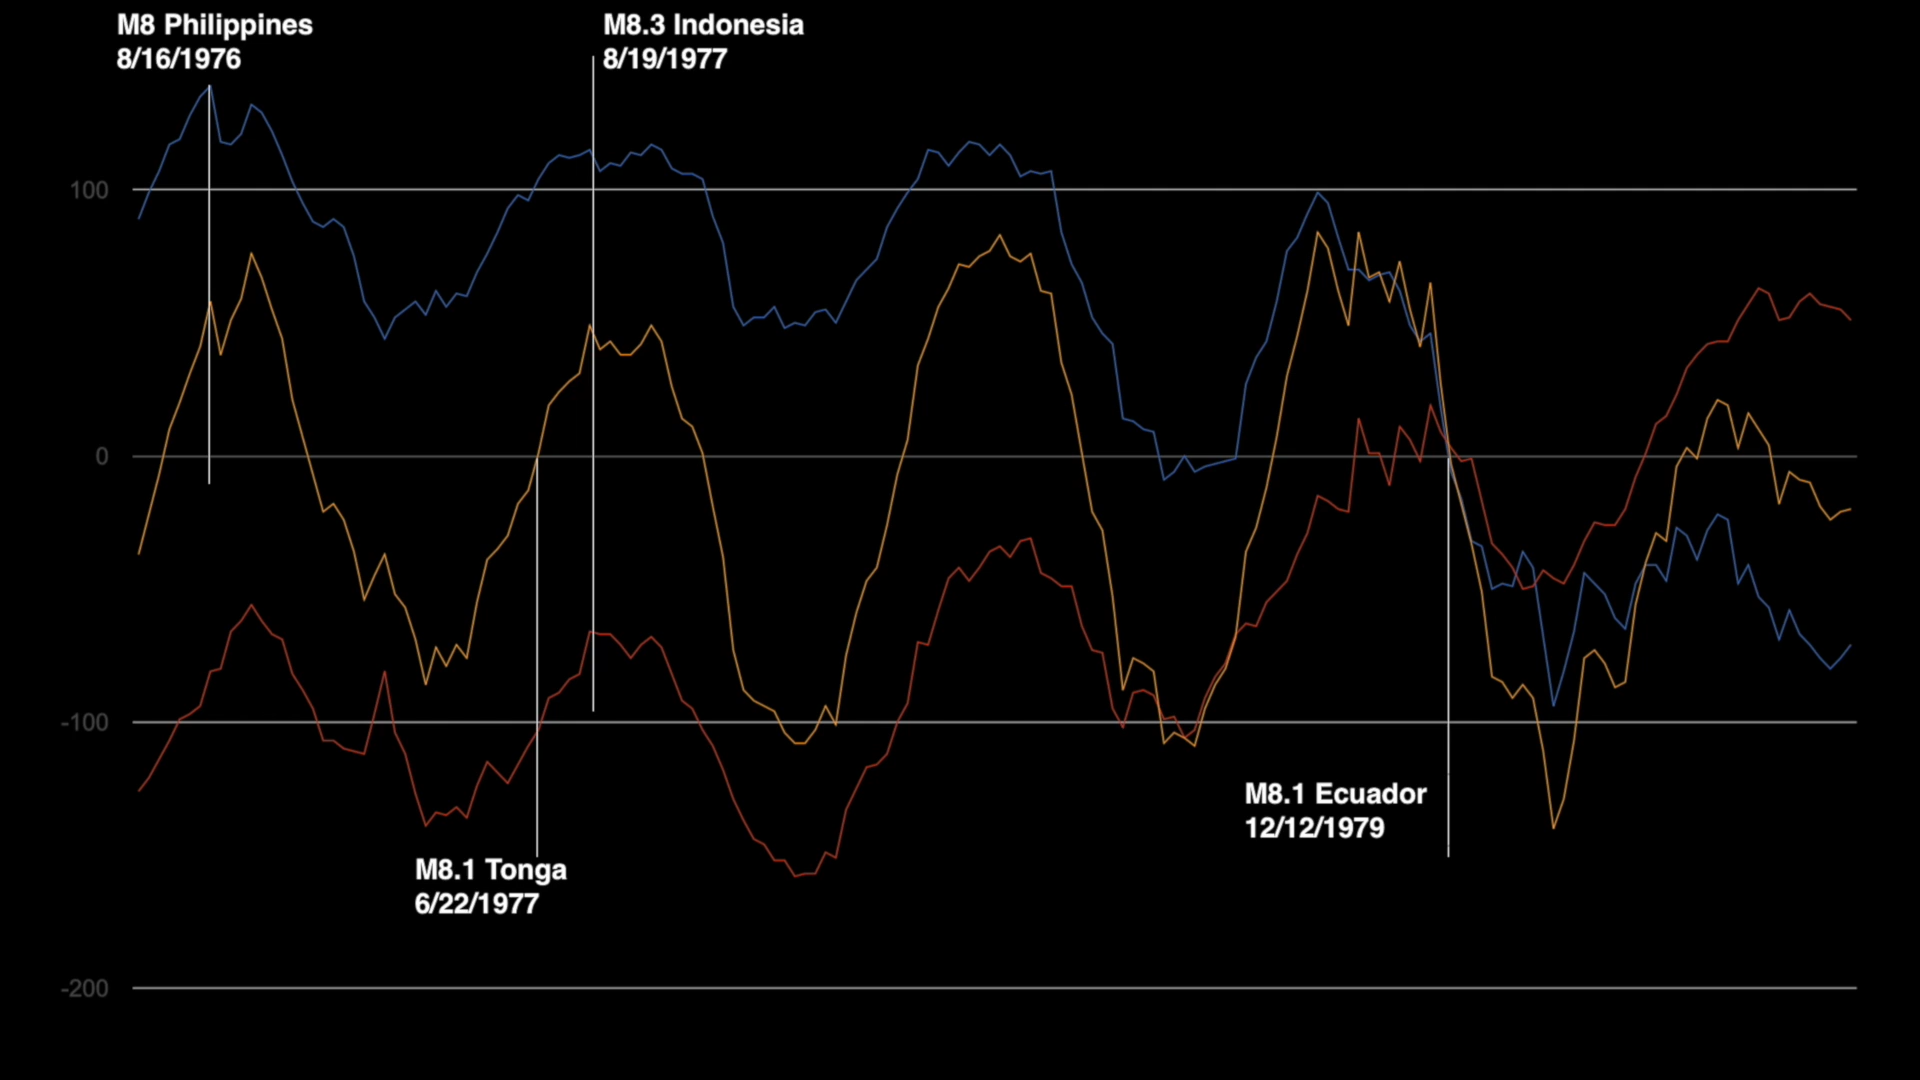 M8 Philippines
8/16/1976
M8.3 Indonesia
8/19/1977
100
0
-100
M8.1 Ecuador
12/12/1979
M8.1 Tonga
6/22/1977
-200